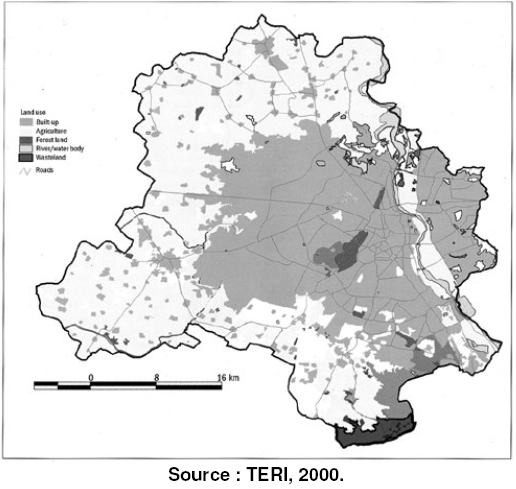 Land use
Built up
Agriculture
Forest land
River/water body
Wasteland
Roads
0 8 16 km
Source : TERI, 2000.